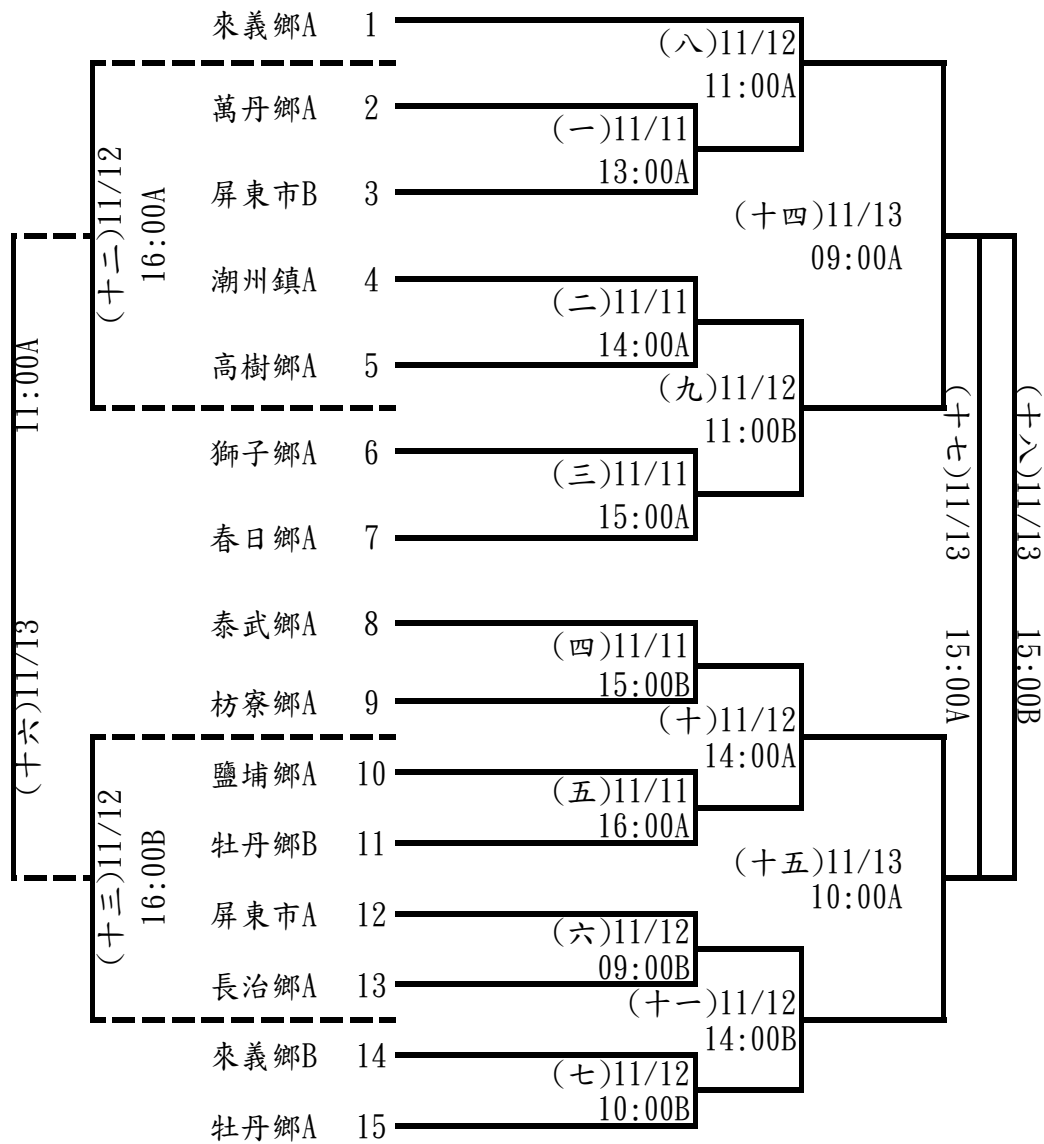 來義鄉A 1
(八)11/12
11:00A
萬丹鄉A 2
(一)11/11
13:00A
屏東市B 3
(十二)11/12
16:00A
(十四)11/13
09:00A
潮州鎮A 4
(二)11/11
14:00A
高樹鄉A 5
(九)11/12
11:00B
獅子鄉A 6
(三)11/11
15:00A
春日鄉A 7
(十六)11/13 11:00A
(十七)11/13 15:00A
(十八)11/13 15:00B
泰武鄉A 8
(四)11/11
15:00B
枋寮鄉A 9
(十)11/12
14:00A
鹽埔鄉A 10
(五)11/11
16:00A
牡丹鄉B 11
(十三)11/12
16:00B
(十五)11/13
10:00A
屏東市A 12
(六)11/12
09:00B
長治鄉A 13
(十一)11/12
14:00B
來義鄉B 14
(七)11/12
10:00B
牡丹鄉A 15